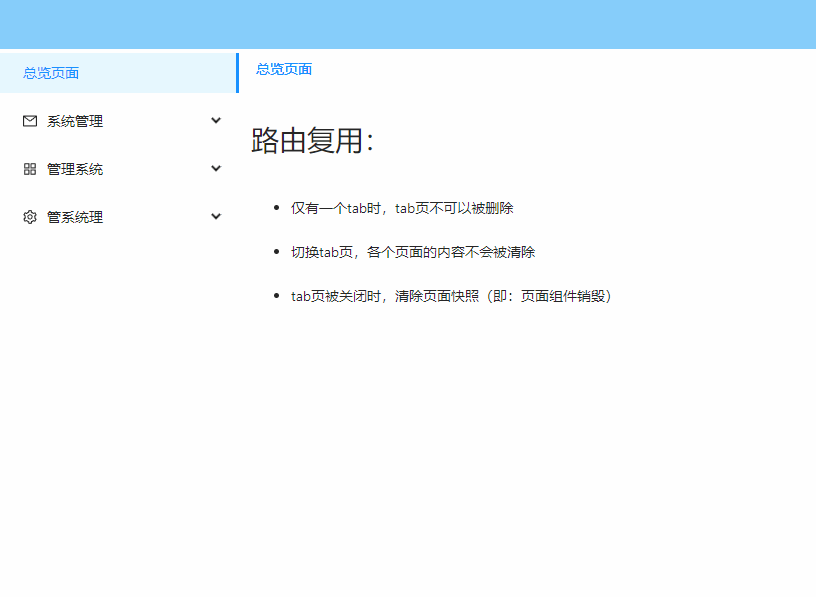 总览页面
总览页面
系统管理
管理系统
管系统理
路由复用：
仅有一个tab时，tab页不可以被删除
切换tab页，各个页面的内容不会被清除
tab页被关闭时，清除页面快照（即：页面组件销毁）